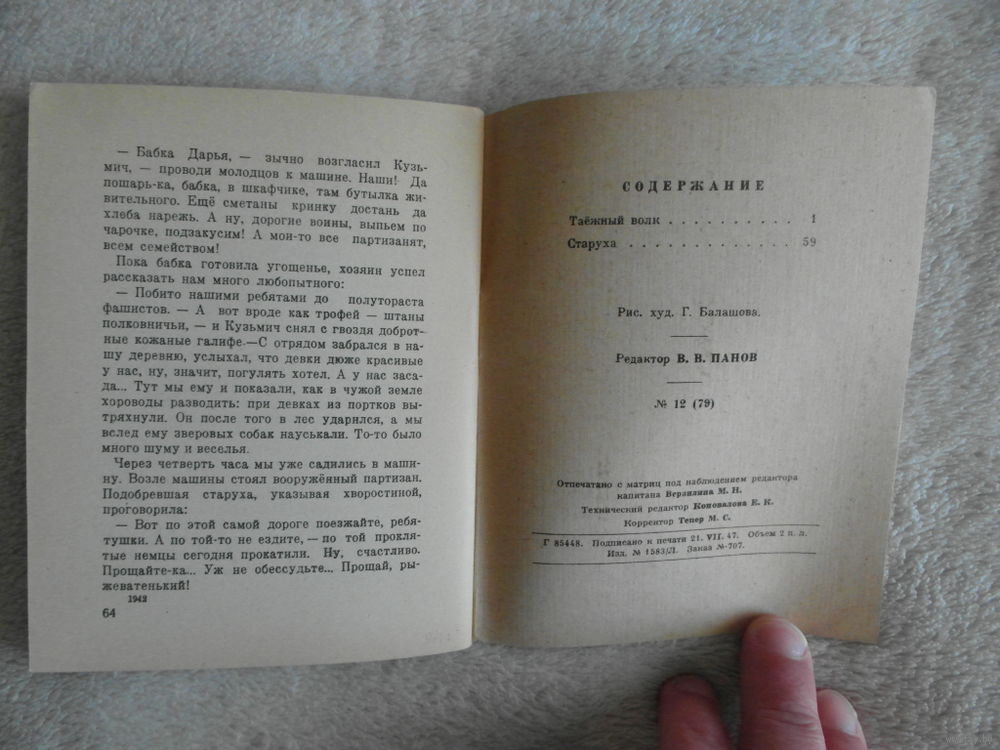 — Бабка Дарья, — зычно возгласил Кузь-
мич, — проводи молодцов к машине. Наши! Да
пошарь-ка, бабка, в шкафчике, там бутылка жи-
вительного. Ещё сметаны кринку достань да
хлеба нарежь. А ну, дорогие воины, выпьем по
чарочке, подзакусим! А мои-то все партизанят,
всем семейством!
Пока бабка готовила угощенье, хозяин успел
рассказать нам много любопытного:
— Побито нашими ребятами до полутораста
фашистов. — А вот вроде как трофей — штаны
полковничьи, — и Кузьмич снял с гвоздя доброт-
ные кожаные галифе.—С отрядом забрался в на-
шу деревню, услыхал, что девки дюже красивые
у нас, ну, значит, погулять хотел. А у нас заса-
да... Тут мы ему и показали, как в чужой земле
хороводы разводить: при девках из портков вы-
тряхнули. Он после того в лес ударился, а мы
вслед ему зверовых собак науськали. То-то было
много шуму и веселья.
Через четверть часа мы уже садились в маши-
ну. Возле машины стоял вооружённый партизан.
Подобревшая старуха, указывая хворостиной,
проговорила:
— Вот по этой самой дороге поезжайте, ребя-
тушки. А по той-то не ездите, — по той прокля-
тые немцы сегодня прокатили. Ну, счастливо.
Прощайте-ка... Уж не обессудьте... Прощай, ры-
жеватенький!
1942
64
СОДЕРЖАНИЕ
Таёжный волк . . . . . . . . . . 1
Старуха . . . . . . . . . . . . . 59
Рис. худ. Г. Балашова.
Редактор В. В. ПАНОВ
№ 12 (79)
Отпечатано с матриц под наблюдением редактора
капитана Верзилина М. Н.
Технический редактор Коновалова Е. К.
Корректор Тепер М. С.
Г 85448. Подписано к печати 21. VII. 47. Объем 2 п. л.
Изд. № 1583/Л. Заказ №-707.